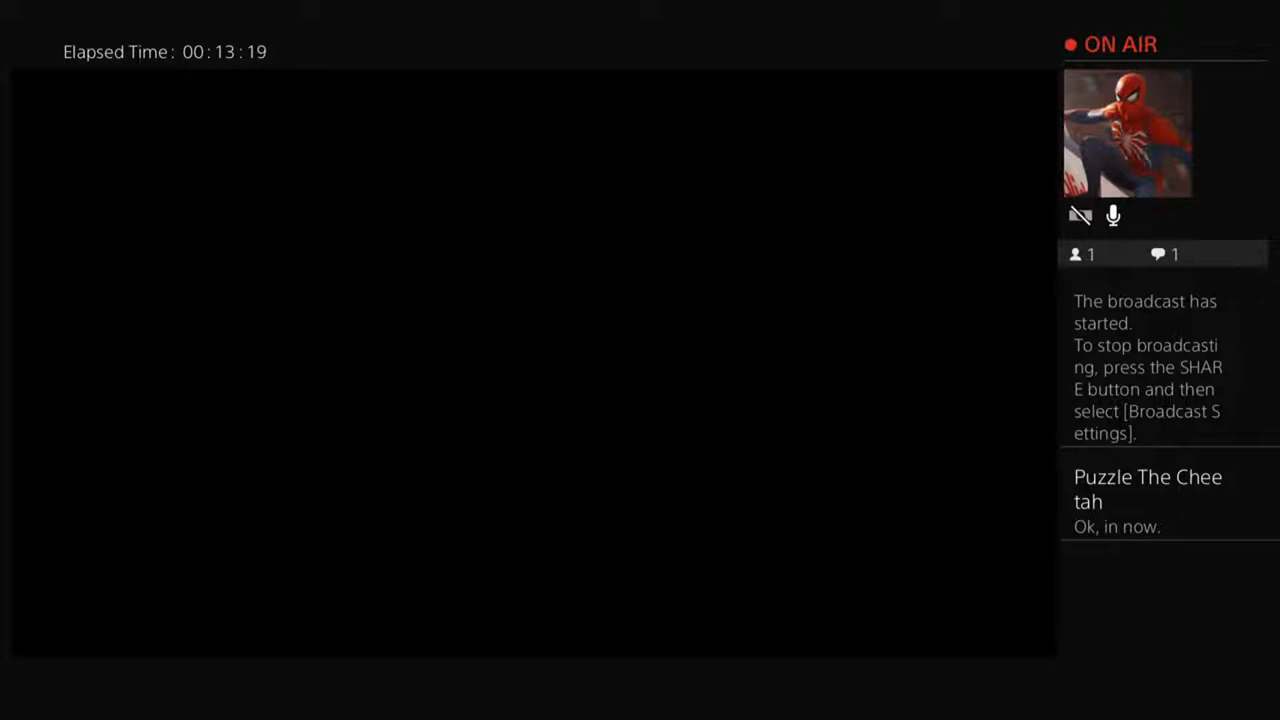 Elapsed Time: 00:13:19
ON AIR
1 1
The broadcast has
started.
To stop broadcasti
ng, press the SHAR
E button and then
select [Broadcast S
ettings].
Puzzle The Chee
tah
Ok, in now.